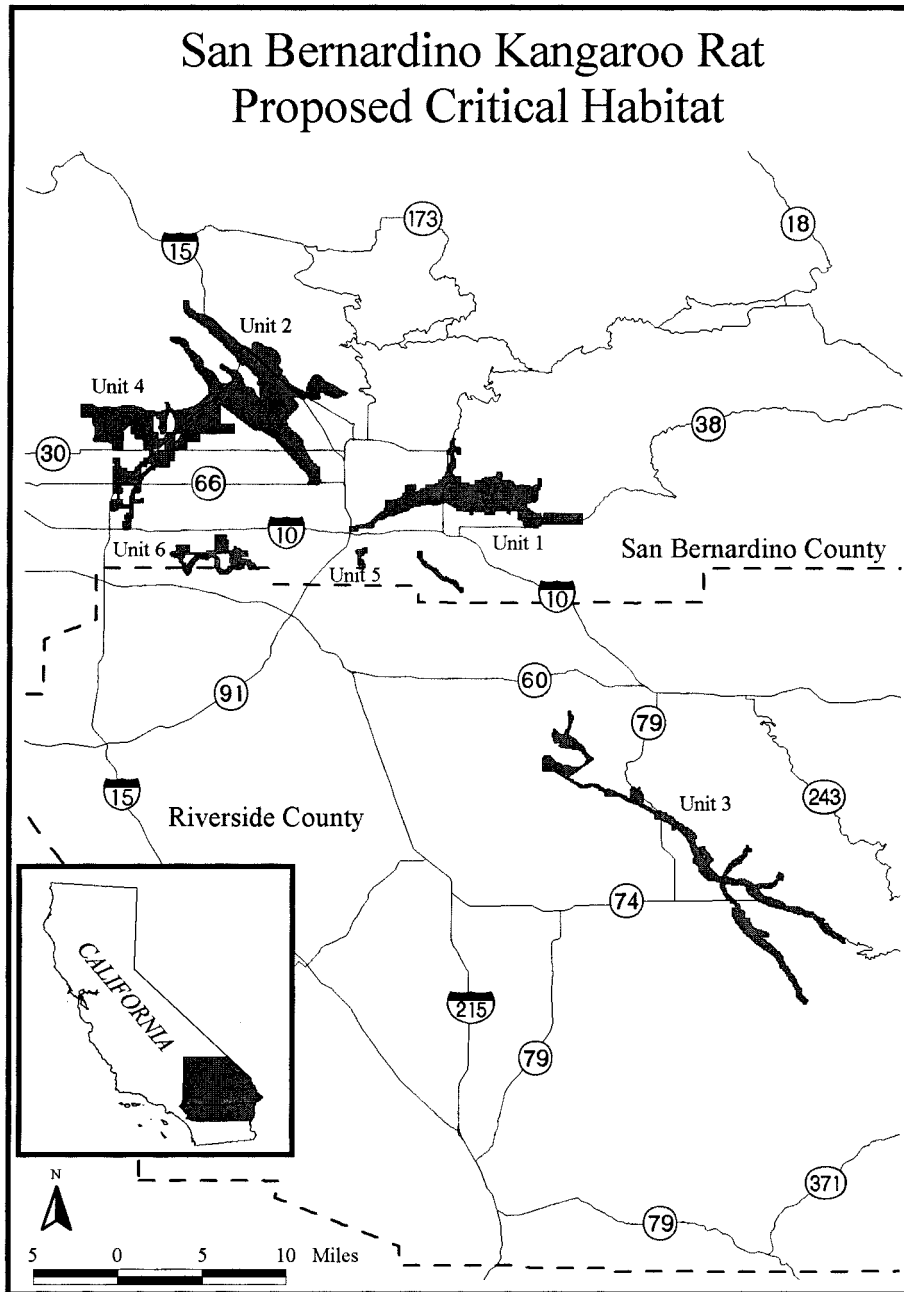 San Bernardino Kangaroo Rat
Proposed Critical Habitat
173
18
15
Unit 2
Unit 4
38
30
66
10
Unit 1
Unit 6
San Bernardino County
Unit 5
10
91
60
79
15
Riverside County
Unit 3
243
74
CALIFORNIA
215
79
371
N
79
5 0 5 10 Miles